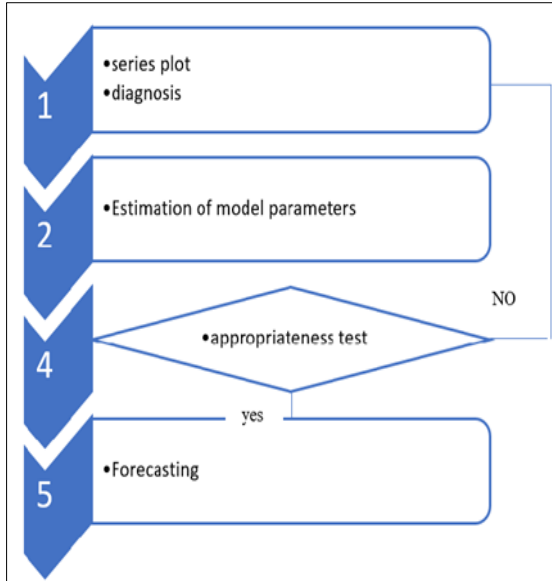 1
•series plot
•diagnosis
2
•Estimation of model parameters
NO
4
•appropriateness test
yes
5
•Forecasting